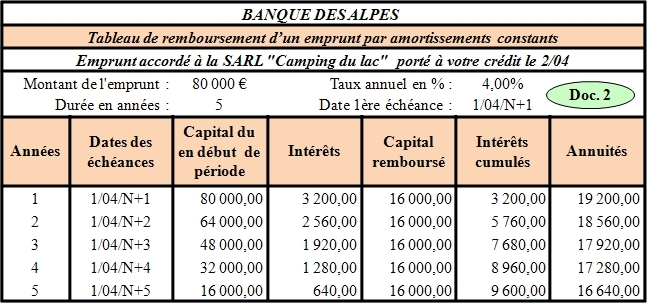 BANQUE DES ALPES
Tableau de remboursement d'un emprunt par amortissements constants
Emprunt accordé à la SARL "Camping du lac" porté à votre crédit le 2/04
Montant de l'emprunt : 80 000 € Taux annuel en % : 4,00%
Durée en années : 5 Date 1ère échéance : 1/04/N+1
Doc. 2
Années Dates des échéances Capital du en début de période Intérêts Capital remboursé Intérêts cumulés Annuités
1 1/04/N+1 80 000,00 3 200,00 16 000,00 3 200,00 19 200,00
2 1/04/N+2 64 000,00 2 560,00 16 000,00 5 760,00 18 560,00
3 1/04/N+3 48 000,00 1 920,00 16 000,00 7 680,00 17 920,00
4 1/04/N+4 32 000,00 1 280,00 16 000,00 8 960,00 17 280,00
5 1/04/N+5 16 000,00 640,00 16 000,00 9 600,00 16 640,00